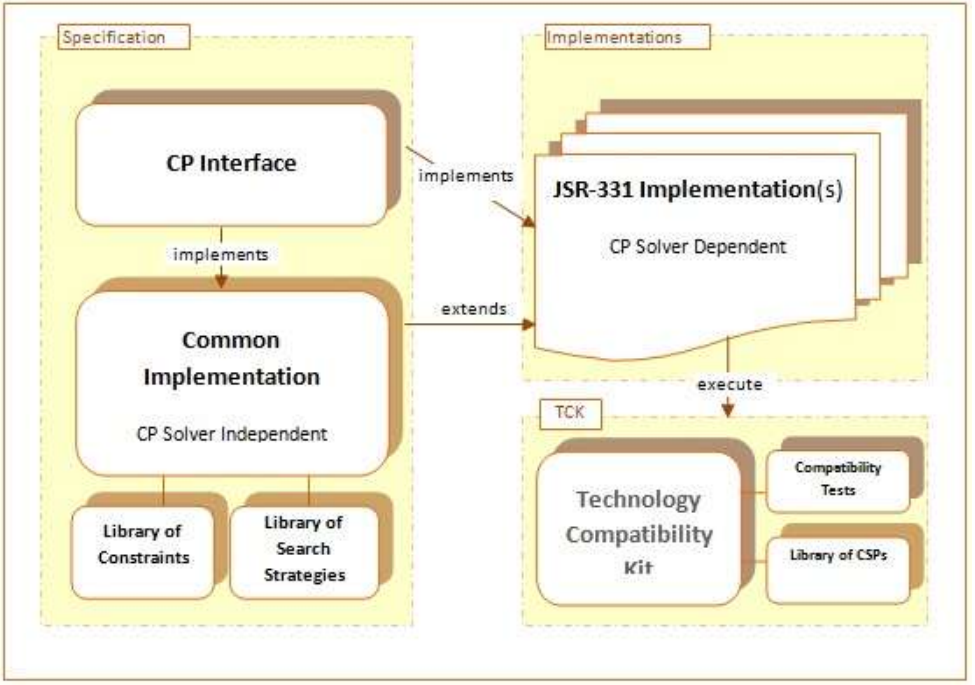 Specification
CP Interface
implements
Common
Implementation
CP Solver Independent
Library of
Constraints
Library of
Search
Strategies
implements
extends
Implementations
JSR-331 Implementation(s)
CP Solver Dependent
execute
TCK
Technology
Compatibility
Kit
Compatibility
Tests
Library of CSPs